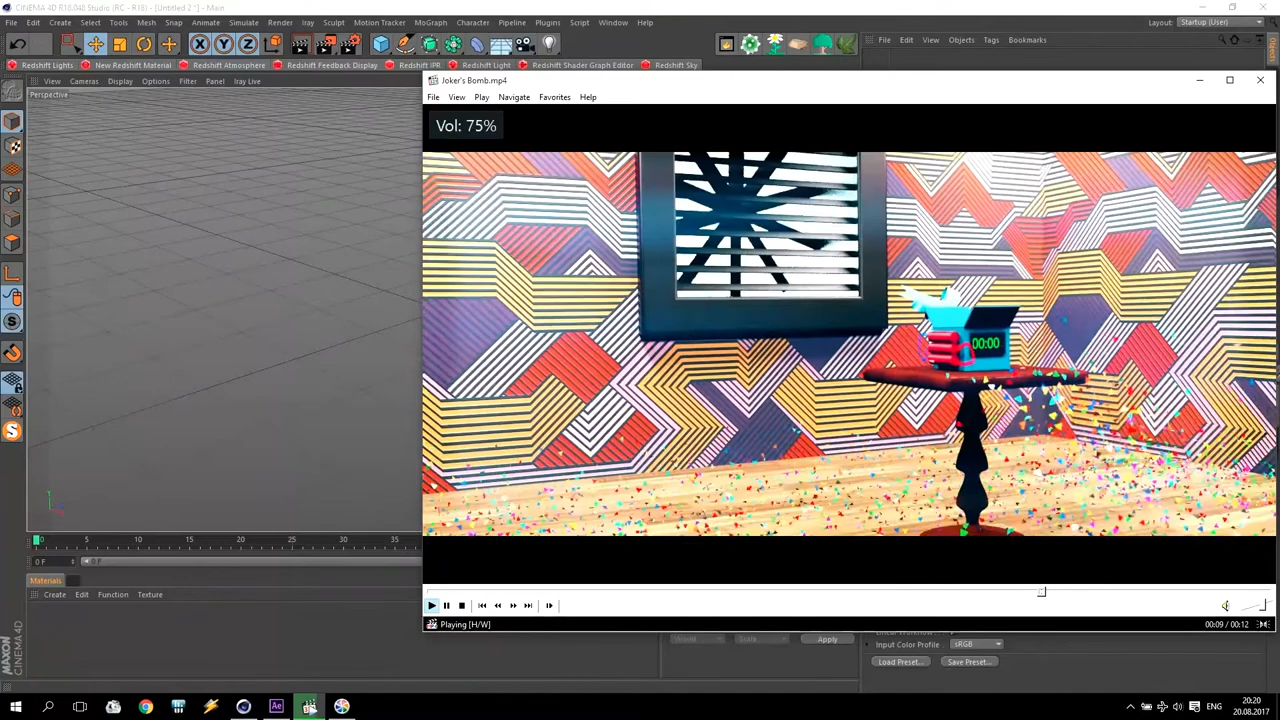 CINEMA 4D R18.048 Studio (RC - R18) - [Untitled 2 *] - Main
File Edit Create Select Tools Mesh Snap Animate Simulate Render Iray Sculpt Motion Tracker MoGraph Character Pipeline Plugins Script Window Help
Layout: Startup (User)
X Y Z
File Edit View Objects Tags Bookmarks
Redshift Lights New Redshift Material Redshift Atmosphere Redshift Feedback Display Redshift IPR Redshift Light Redshift Shader Graph Editor Redshift Sky
View Cameras Display Options Filter Panel Iray Live
Perspective
Joker's Bomb.mp4
File View Play Navigate Favorites Help
Vol: 75%
00:00
0 5 10 15 20 25 30 35
0 F 0 F
Materials
Create Edit Function Texture
Playing [H/W]
00:09 / 00:12
World Scale Apply
Input Color Profile sRGB
Load Preset... Save Preset...
MAXON CINEMA 4D
Ae
ENG
20:20
20.08.2017